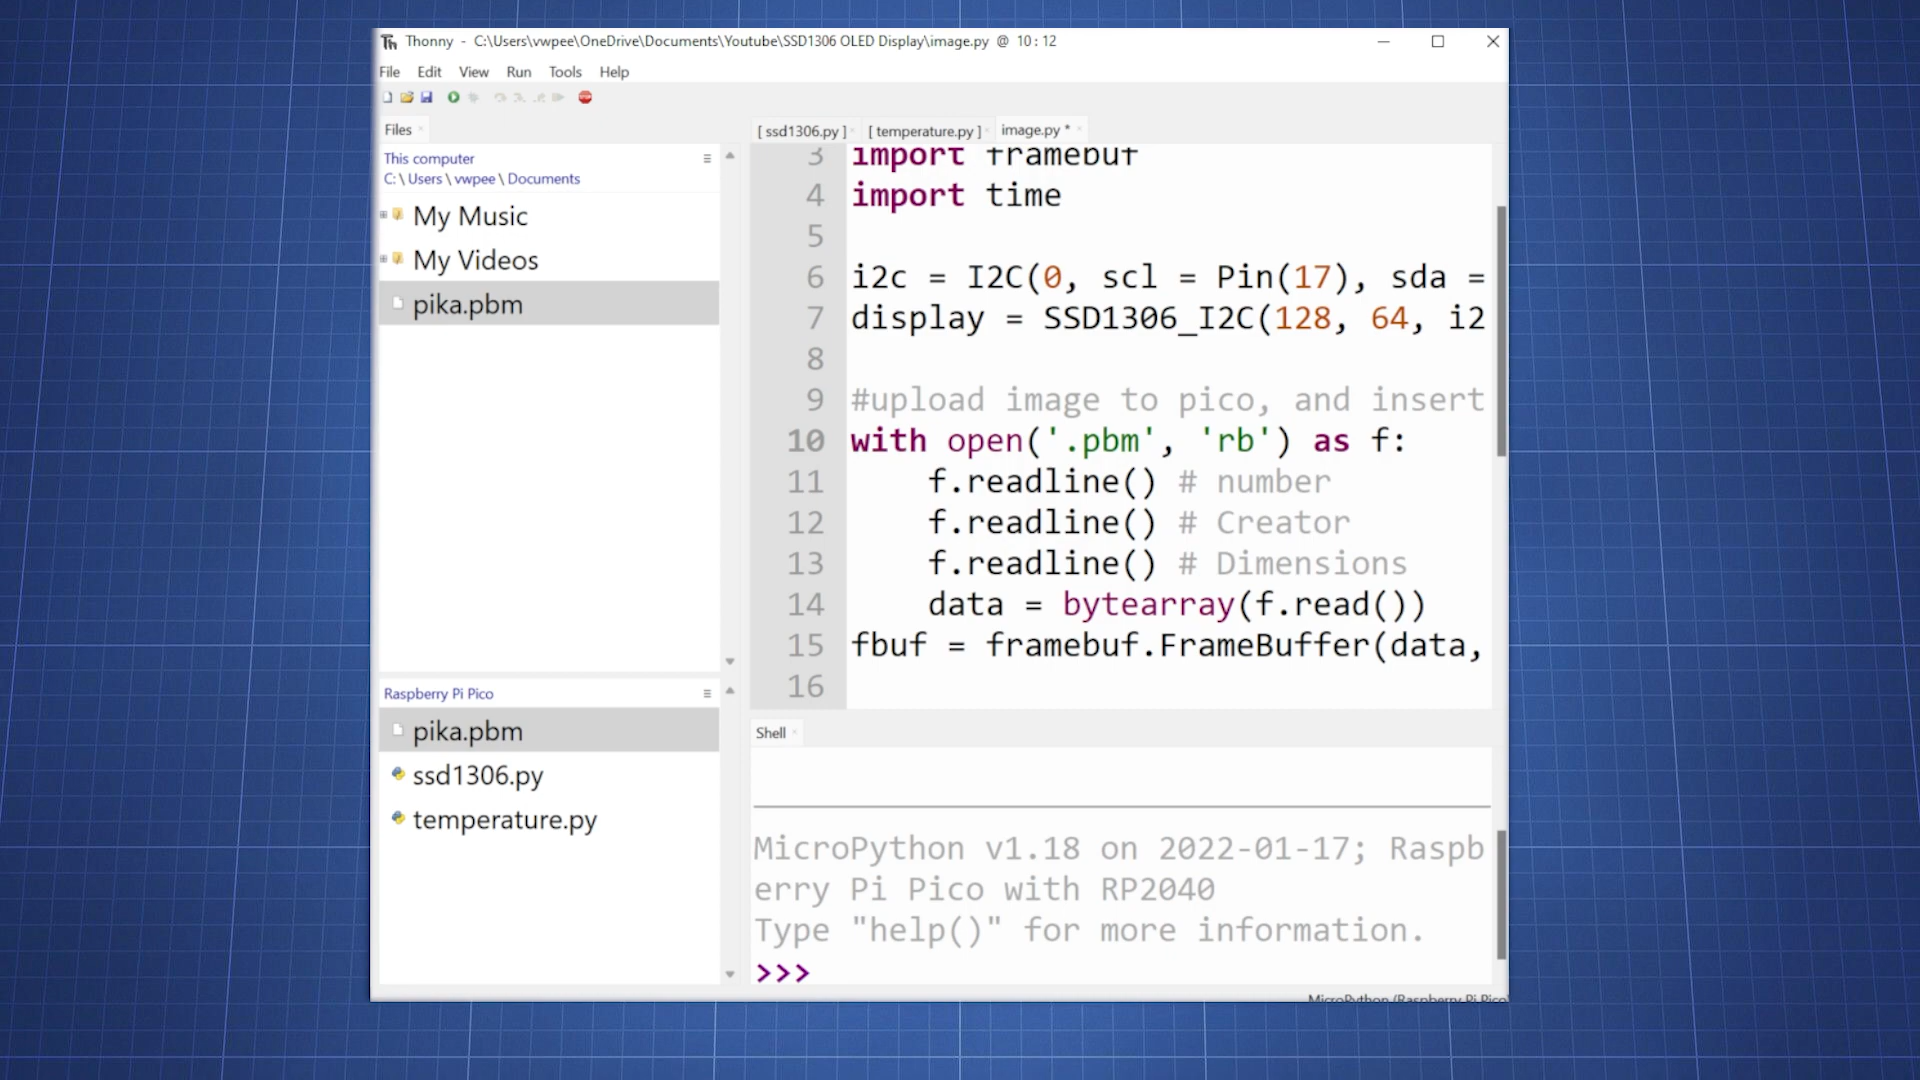 Thonny - C:\Users\vwpee\OneDrive\Documents\Youtube\SSD1306 OLED Display\image.py @ 10:12
File Edit View Run Tools Help
Files
This computer
C:\Users\vwpee\Documents
My Music
My Videos
pika.pbm
Raspberry Pi Pico
pika.pbm
ssd1306.py
temperature.py
[ ssd1306.py ] [ temperature.py ] image.py *
3 import framebuf
4 import time
5
6 i2c = I2C(0, scl = Pin(17), sda =
7 display = SSD1306_I2C(128, 64, i2
8
9 #upload image to pico, and insert
10 with open('.pbm', 'rb') as f:
11 f.readline() # number
12 f.readline() # Creator
13 f.readline() # Dimensions
14 data = bytearray(f.read())
15 fbuf = framebuf.FrameBuffer(data,
16
Shell
MicroPython v1.18 on 2022-01-17; Raspb
erry Pi Pico with RP2040
Type "help()" for more information.
>>>
MicroPython (Raspberry Pi Pico